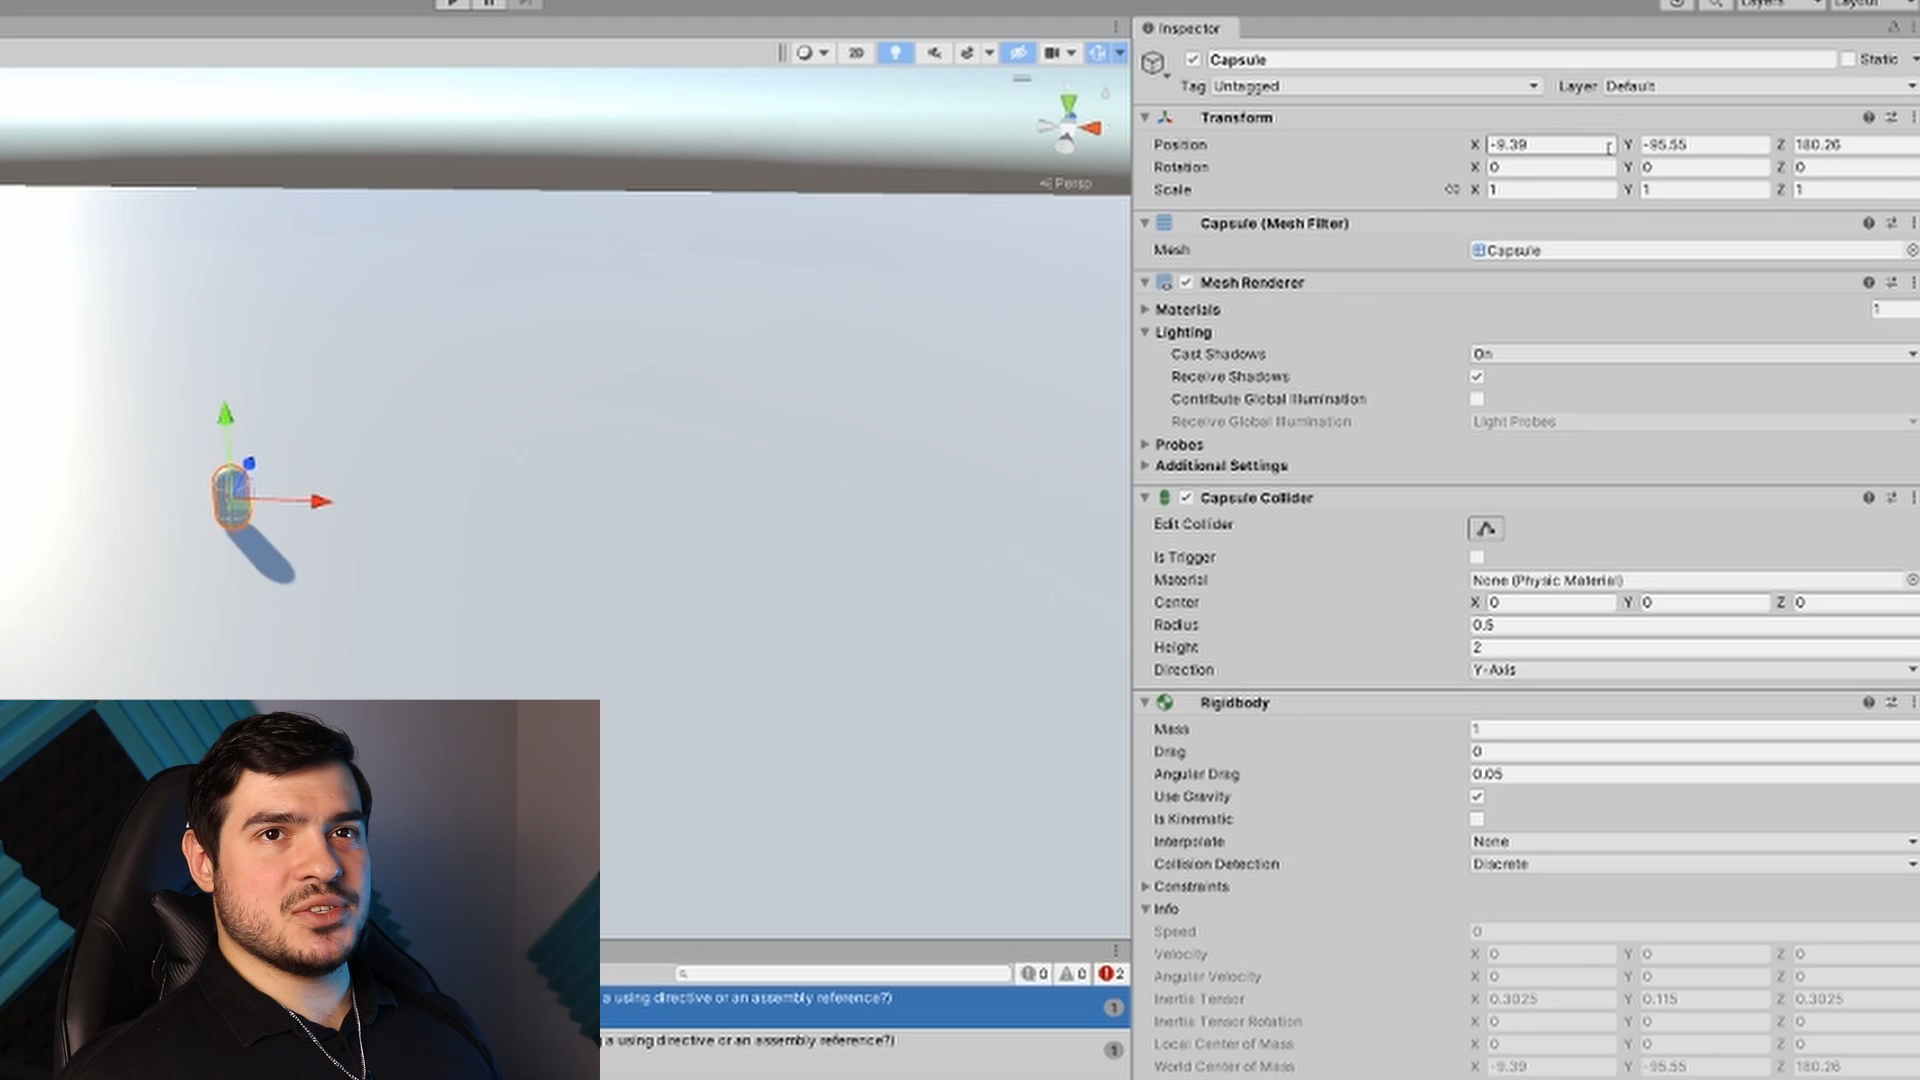 Layers Layout
Inspector
Capsule Static
Tag Untagged Layer Default
2D
Transform
Position X -9.39 Y -95.55 Z 180.26
Rotation X 0 Y 0 Z 0
Persp
Scale X 1 Y 1 Z 1
Capsule (Mesh Filter)
Mesh Capsule
Mesh Renderer
Materials 1
Lighting
Cast Shadows On
Receive Shadows
Contribute Global Illumination
Receive Global Illumination Light Probes
Probes
Additional Settings
Capsule Collider
Edit Collider
Is Trigger
Material None (Physic Material)
Center X 0 Y 0 Z 0
Radius 0.5
Height 2
Direction Y-Axis
Rigidbody
Mass 1
Drag 0
Angular Drag 0.05
Use Gravity
Is Kinematic
Interpolate None
Collision Detection Discrete
Constraints
Info
Speed 0
Velocity X 0 Y 0 Z 0
Angular Velocity X 0 Y 0 Z 0
Inertia Tensor X 0.3025 Y 0.115 Z 0.3025
Inertia Tensor Rotation X 0 Y 0 Z 0
Local Center of Mass X 0 Y 0 Z 0
World Center of Mass X -9.39 Y -95.55 Z 180.26
0 0 2
a using directive or an assembly reference?) 1
a using directive or an assembly reference?) 1